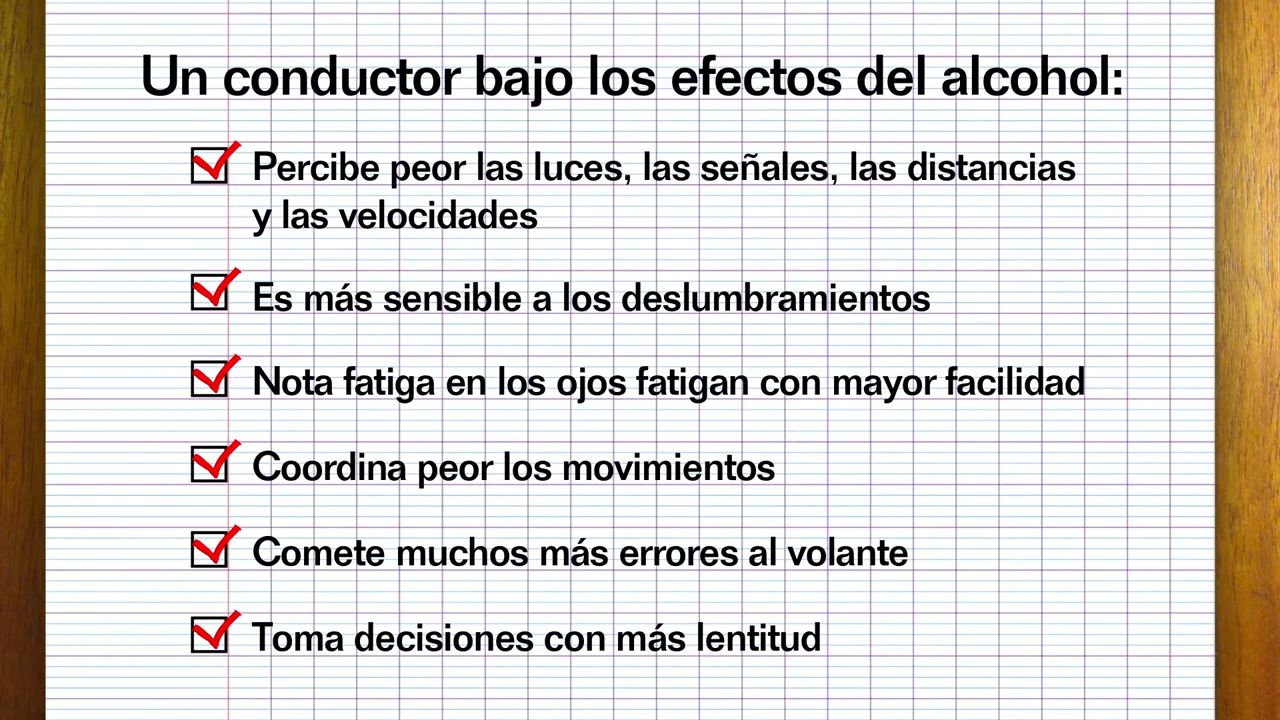 Un conductor bajo los efectos del alcohol:
Percibe peor las luces, las señales, las distancias
y las velocidades
Es más sensible a los deslumbramientos
Nota fatiga en los ojos fatigan con mayor facilidad
Coordina peor los movimientos
Comete muchos más errores al volante
Toma decisiones con más lentitud